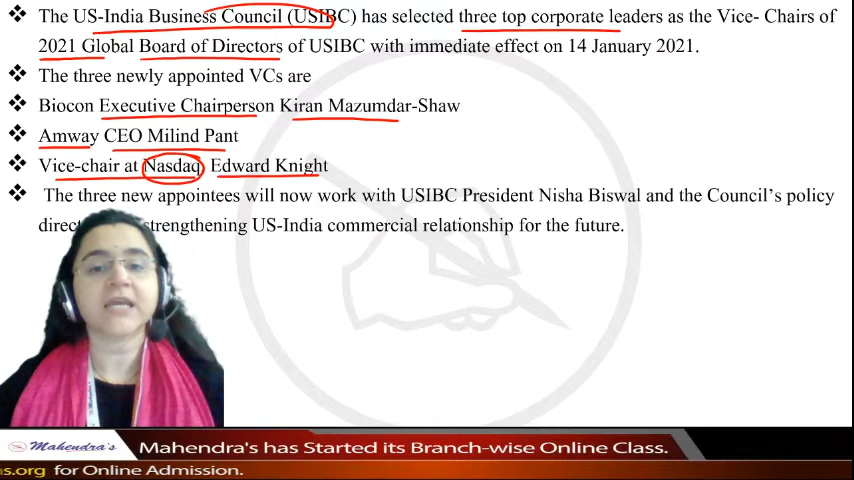 ❖ The US-India Business Council (USIBC) has selected three top corporate leaders as the Vice- Chairs of
2021 Global Board of Directors of USIBC with immediate effect on 14 January 2021.
❖ The three newly appointed VCs are
❖ Biocon Executive Chairperson Kiran Mazumdar-Shaw
❖ Amway CEO Milind Pant
❖ Vice-chair at Nasdaq, Edward Knight
❖ The three new appointees will now work with USIBC President Nisha Biswal and the Council's policy
strengthening US-India commercial relationship for the future.
Mahendra's
Mahendra's has Started its Branch-wise Online Class.
s.org for Online Admission.